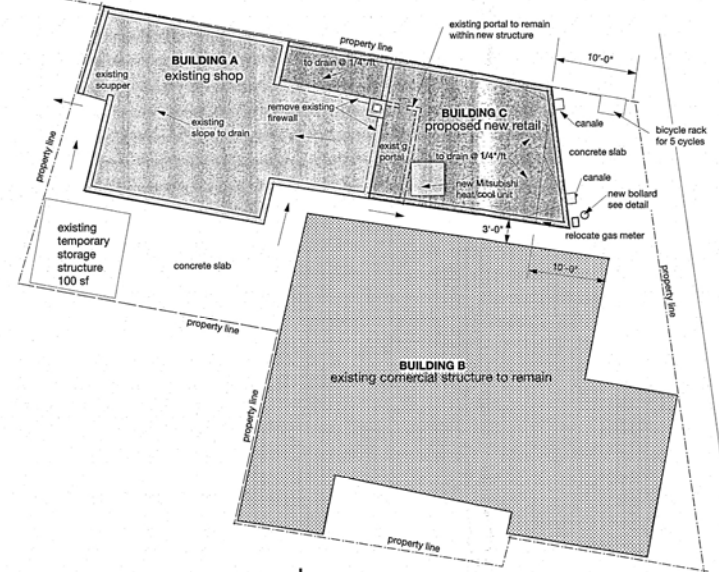 existing portal to remain
within new structure
property line
10'-0"
BUILDING A
existing shop
to drain @ 1/4"/ft
existing
scupper
remove existing
firewall
BUILDING C
proposed new retail
canale
bicycle rack
for 5 cycles
existing
slope to drain
exist'g
portal
to drain @ 1/4"/ft
concrete slab
property line
new Mitsubishi
heat/cool unit
canale
new bollard
see detail
existing
temporary
storage
structure
100 sf
3'-0"
relocate gas meter
concrete slab
10'-0"
property line
property line
BUILDING B
existing comercial structure to remain
property line
property line